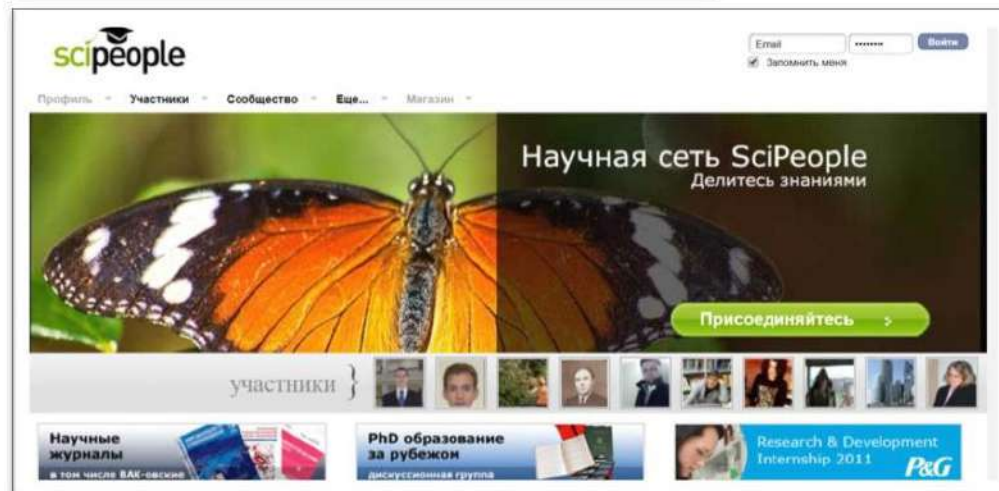 scipeople
Email
Войти
Запомнить меня
Профиль Участники Сообщество Еще... Магазин
Научная сеть SciPeople
Делитесь знаниями
Присоединяйтесь >
участники }
Научные
журналы
в том числе ВАК-овские
PhD образование
за рубежом
дискуссионная группа
Research & Development
Internship 2011
P&G